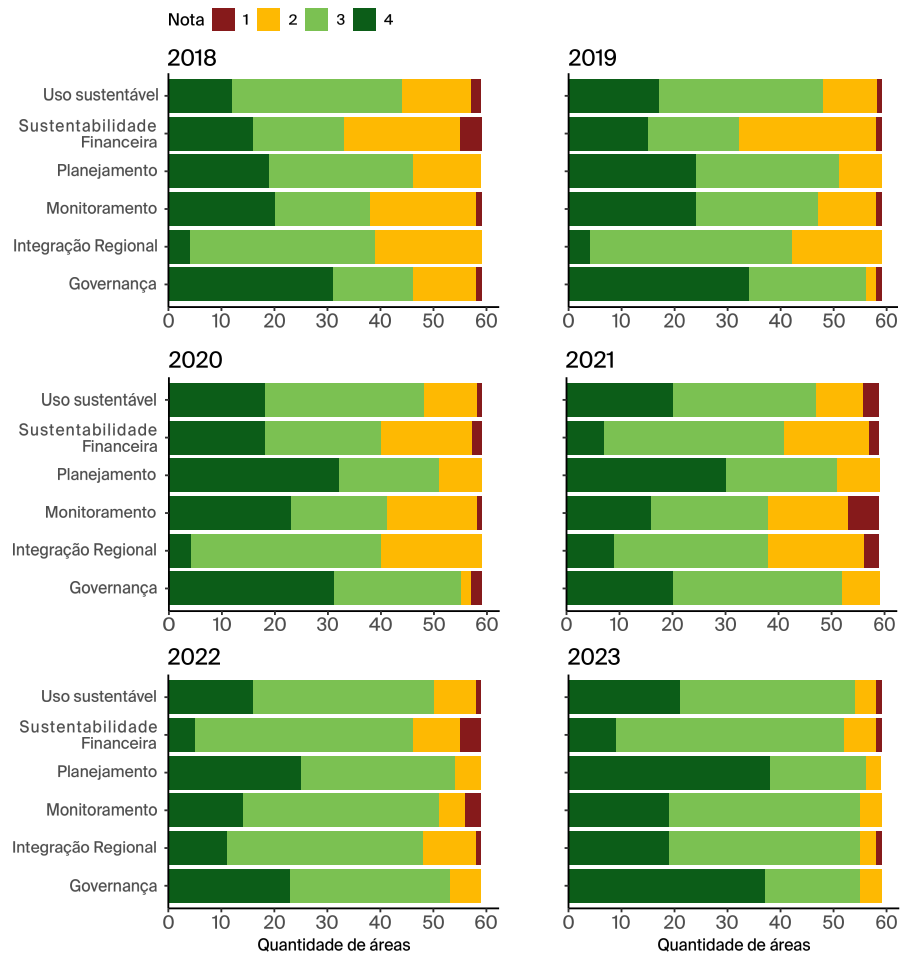 Nota 1 2 3 4
2018
Uso sustentável
Sustentabilidade
Financeira
Planejamento
Monitoramento
Integração Regional
Governança
0 10 20 30 40 50 60
2019
0 10 20 30 40 50 60
2020
Uso sustentável
Sustentabilidade
Financeira
Planejamento
Monitoramento
Integração Regional
Governança
0 10 20 30 40 50 60
2021
0 10 20 30 40 50 60
2022
Uso sustentável
Sustentabilidade
Financeira
Planejamento
Monitoramento
Integração Regional
Governança
0 10 20 30 40 50 60
Quantidade de áreas
2023
0 10 20 30 40 50 60
Quantidade de áreas